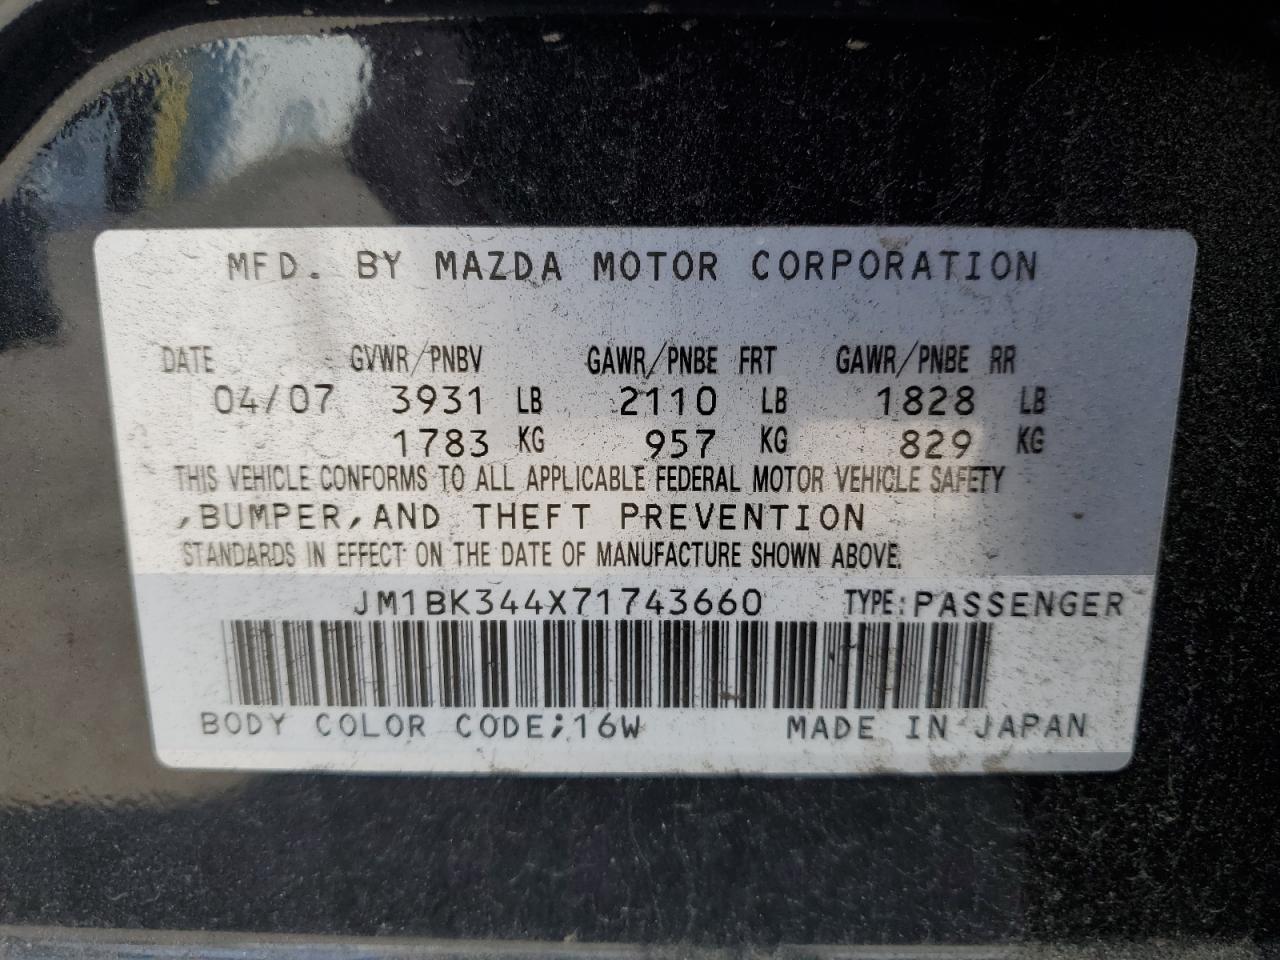 MFD. BY MAZDA MOTOR CORPORATION
DATE GVWR/PNBV GAWR/PNBE FRT GAWR/PNBE RR
04/07 3931 LB 2110 LB 1828 LB
1783 KG 957 KG 829 KG
THIS VEHICLE CONFORMS TO ALL APPLICABLE FEDERAL MOTOR VEHICLE SAFETY
,BUMPER,AND THEFT PREVENTION
STANDARDS IN EFFECT ON THE DATE OF MANUFACTURE SHOWN ABOVE.
JM1BK344X71743660 TYPE:PASSENGER
BODY COLOR CODE;16W MADE IN JAPAN